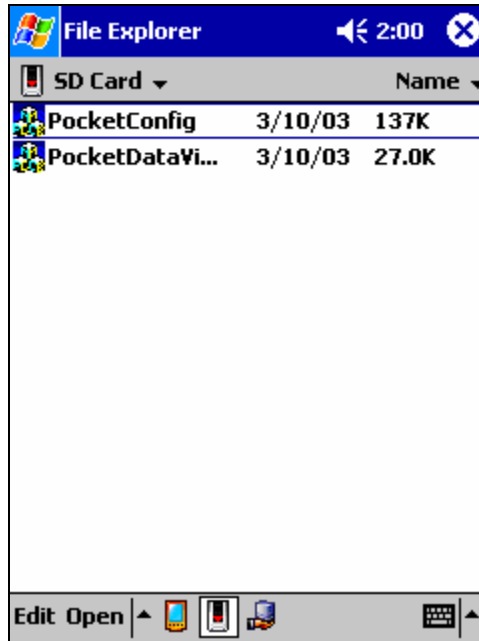 File Explorer 2:00
SD Card Name
PocketConfig 3/10/03 137K
PocketDataVi... 3/10/03 27.0K
Edit Open